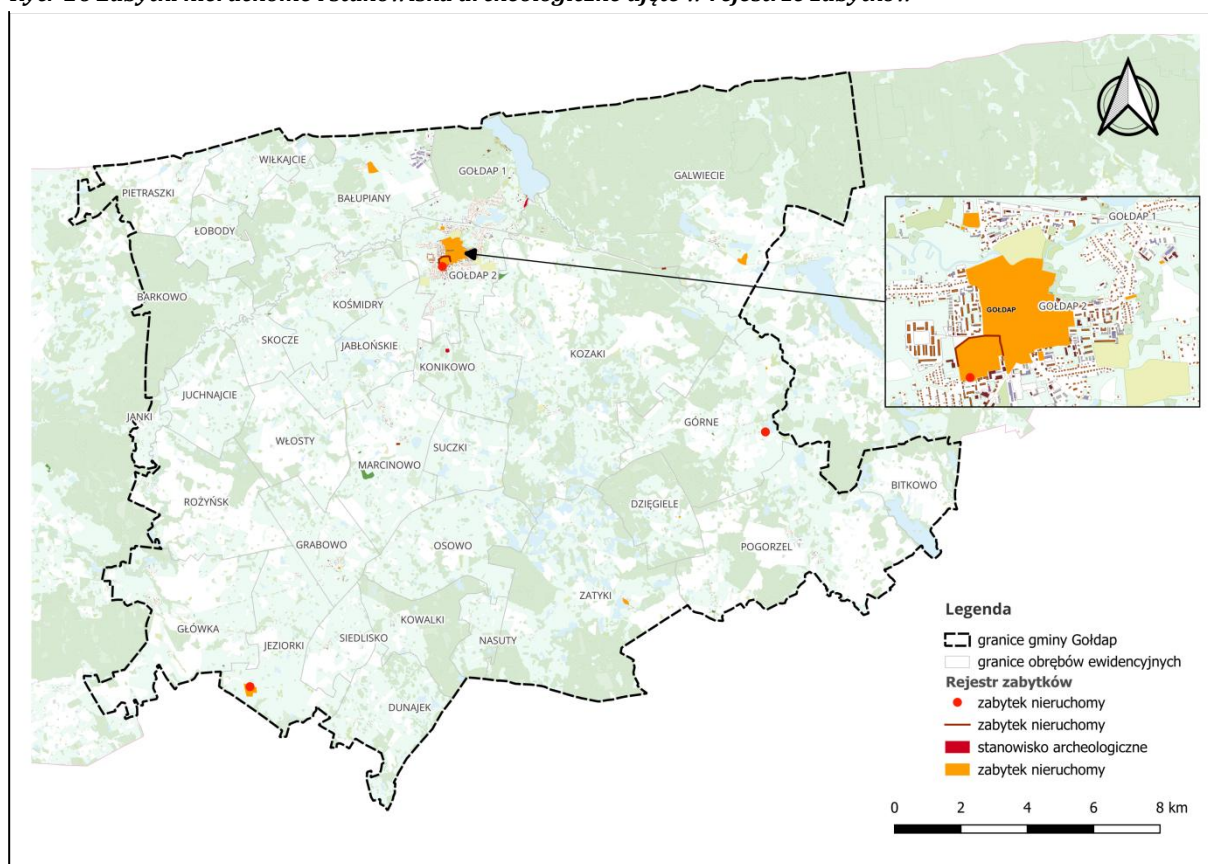 WIŁKAJCIE
GOŁDAP 1
PIETRASZKI
BAŁUPIANY
GALWIECIE
ŁOBODY
GOŁDAP 1
GOŁDAP 2
BARKOWO
KOŚMIDRY
GOŁDAP
GOŁDAP 2
SKOCZE
JABŁOŃSKIE
KOZAKI
KONIKOWO
JUCHNAJCIE
JANKI
GÓRNE
WŁOSTY
SUCZKI
MARCINOWO
BITKOWO
ROŻYŃSK
DZIĘGIELE
GRABOWO
OSOWO
POGORZEL
ZATYKI
KOWALKI
GŁÓWKA
SIEDLISKO
JEZIORKI
NASUTY
DUNAJEK
Legenda
granice gminy Gołdap
granice obrębów ewidencyjnych
Rejestr zabytków
zabytek nieruchomy
zabytek nieruchomy
stanowisko archeologiczne
zabytek nieruchomy
0 2 4 6 8 km